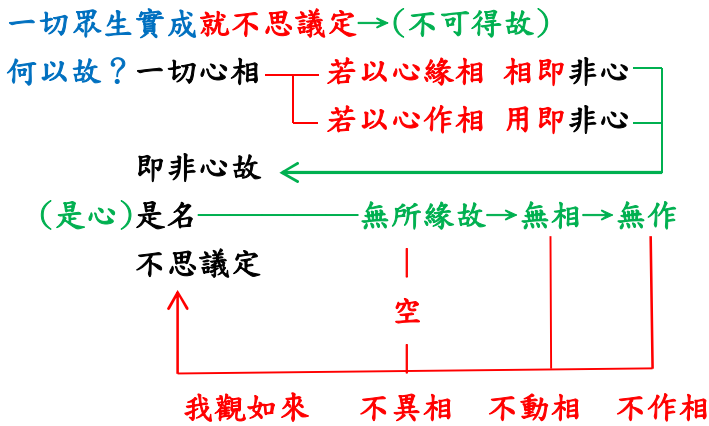 一切眾生實成就不思議定→(不可得故)
何以故？一切心相 若以心緣相 相即非心
若以心作相 用即非心
即非心故
(是心)是名 無所緣故→無相→無作
不思議定
空
我觀如來 不異相 不動相 不作相